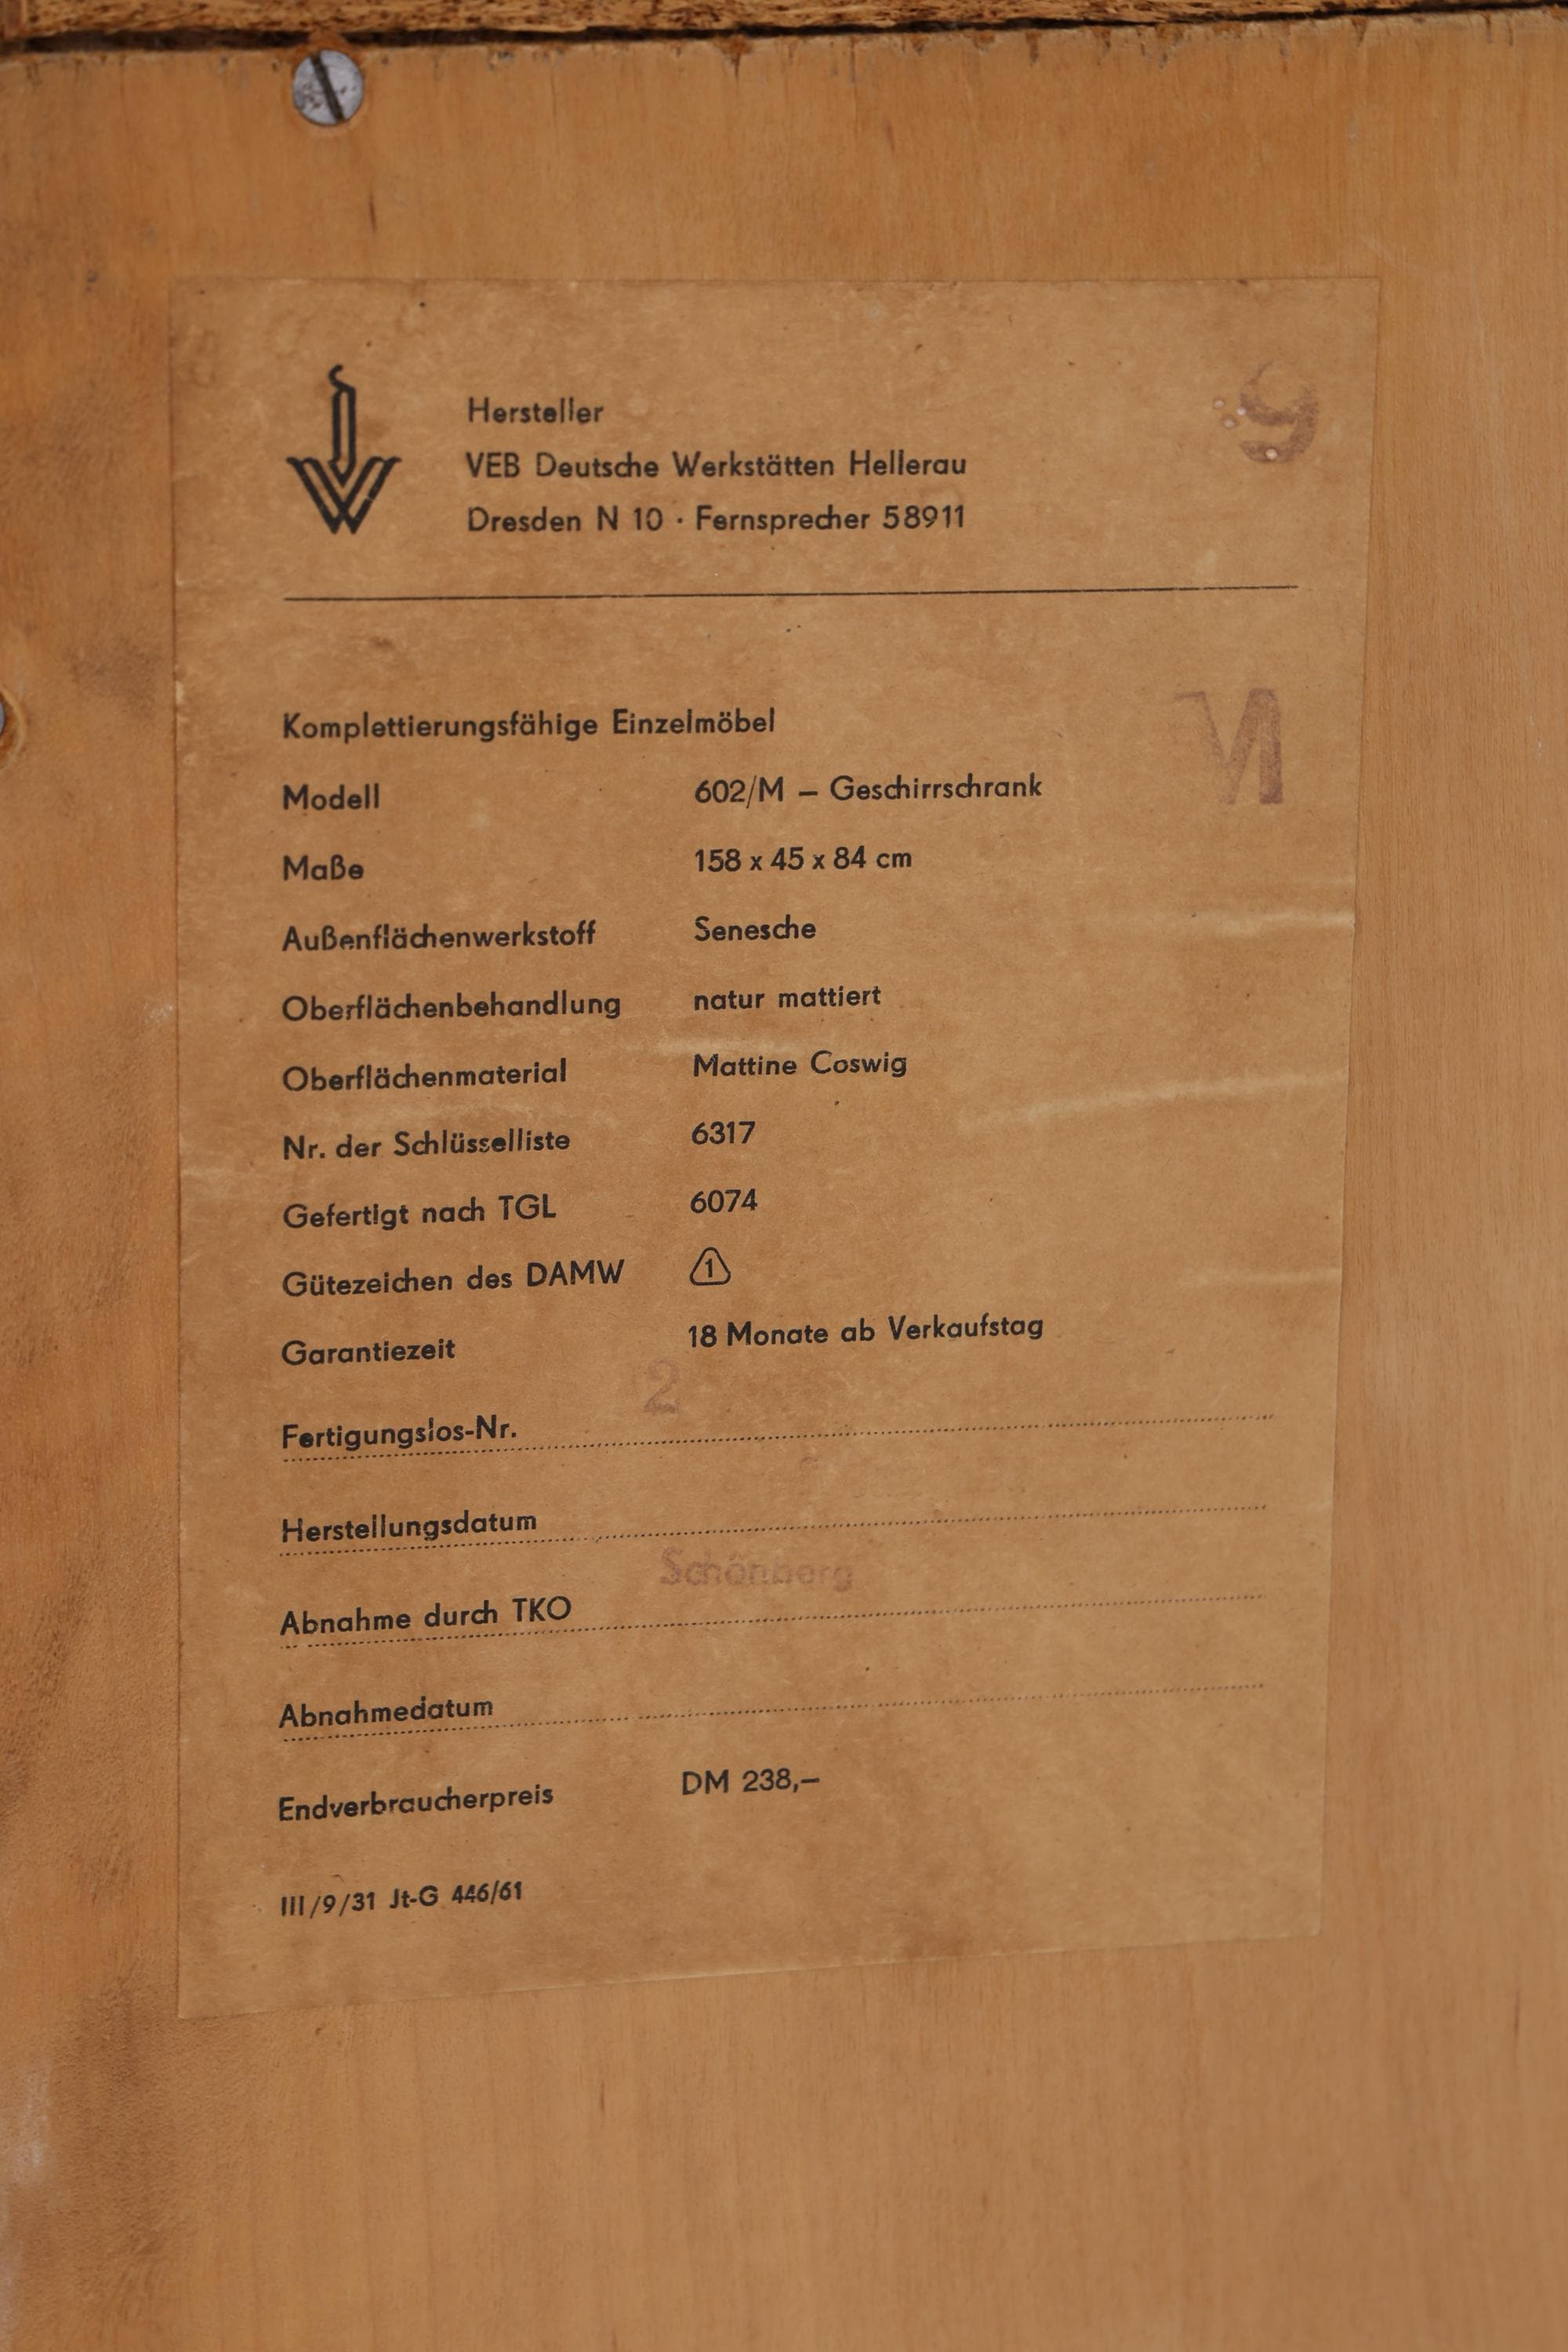 Hersteller
VEB Deutsche Werkstätten Hellerau
Dresden N 10 · Fernsprecher 58911
9
Komplettierungsfähige Einzelmöbel
Modell 602/M – Geschirrschrank
Maße 158 x 45 x 84 cm
Außenflächenwerkstoff Senesche
Oberflächenbehandlung natur mattiert
Oberflächenmaterial Mattine Coswig
Nr. der Schlüsselliste 6317
Gefertigt nach TGL 6074
Gütezeichen des DAMW 1
Garantiezeit 18 Monate ab Verkaufstag
2
Fertigungslos-Nr.
Herstellungsdatum
Schönberg
Abnahme durch TKO
Abnahmedatum
Endverbraucherpreis DM 238,–
III/9/31 Jt-G 446/61